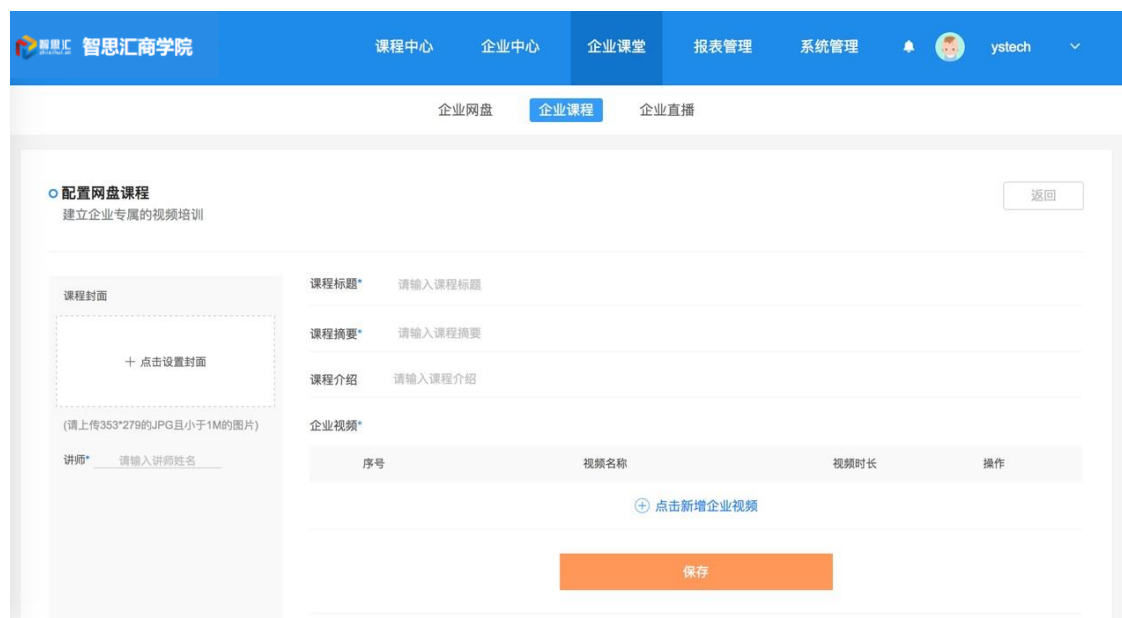 智思汇 智思汇商学院 课程中心 企业中心 企业课堂 报表管理 系统管理 ystech
企业网盘 企业课程 企业直播
配置网盘课程
建立企业专属的视频培训
返回
课程封面
+ 点击设置封面
(请上传353*279的JPG且小于1M的图片)
讲师* 请输入讲师姓名
课程标题* 请输入课程标题
课程摘要* 请输入课程摘要
课程介绍 请输入课程介绍
企业视频*
序号 视频名称 视频时长 操作
点击新增企业视频
保存